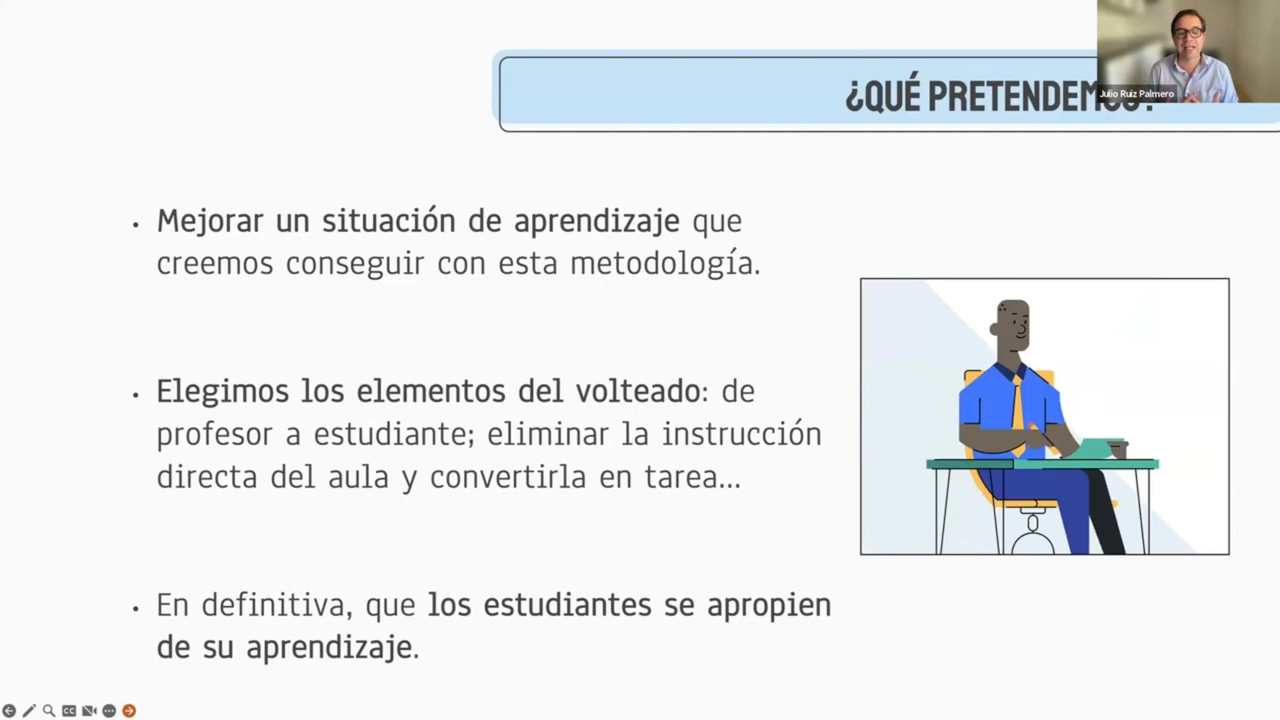 ¿QUÉ PRETENDEMOS?
Julio Ruiz Palmero
• Mejorar un situación de aprendizaje que
creemos conseguir con esta metodología.
• Elegimos los elementos del volteado: de
profesor a estudiante; eliminar la instrucción
directa del aula y convertirla en tarea...
• En definitiva, que los estudiantes se apropien
de su aprendizaje.
CC